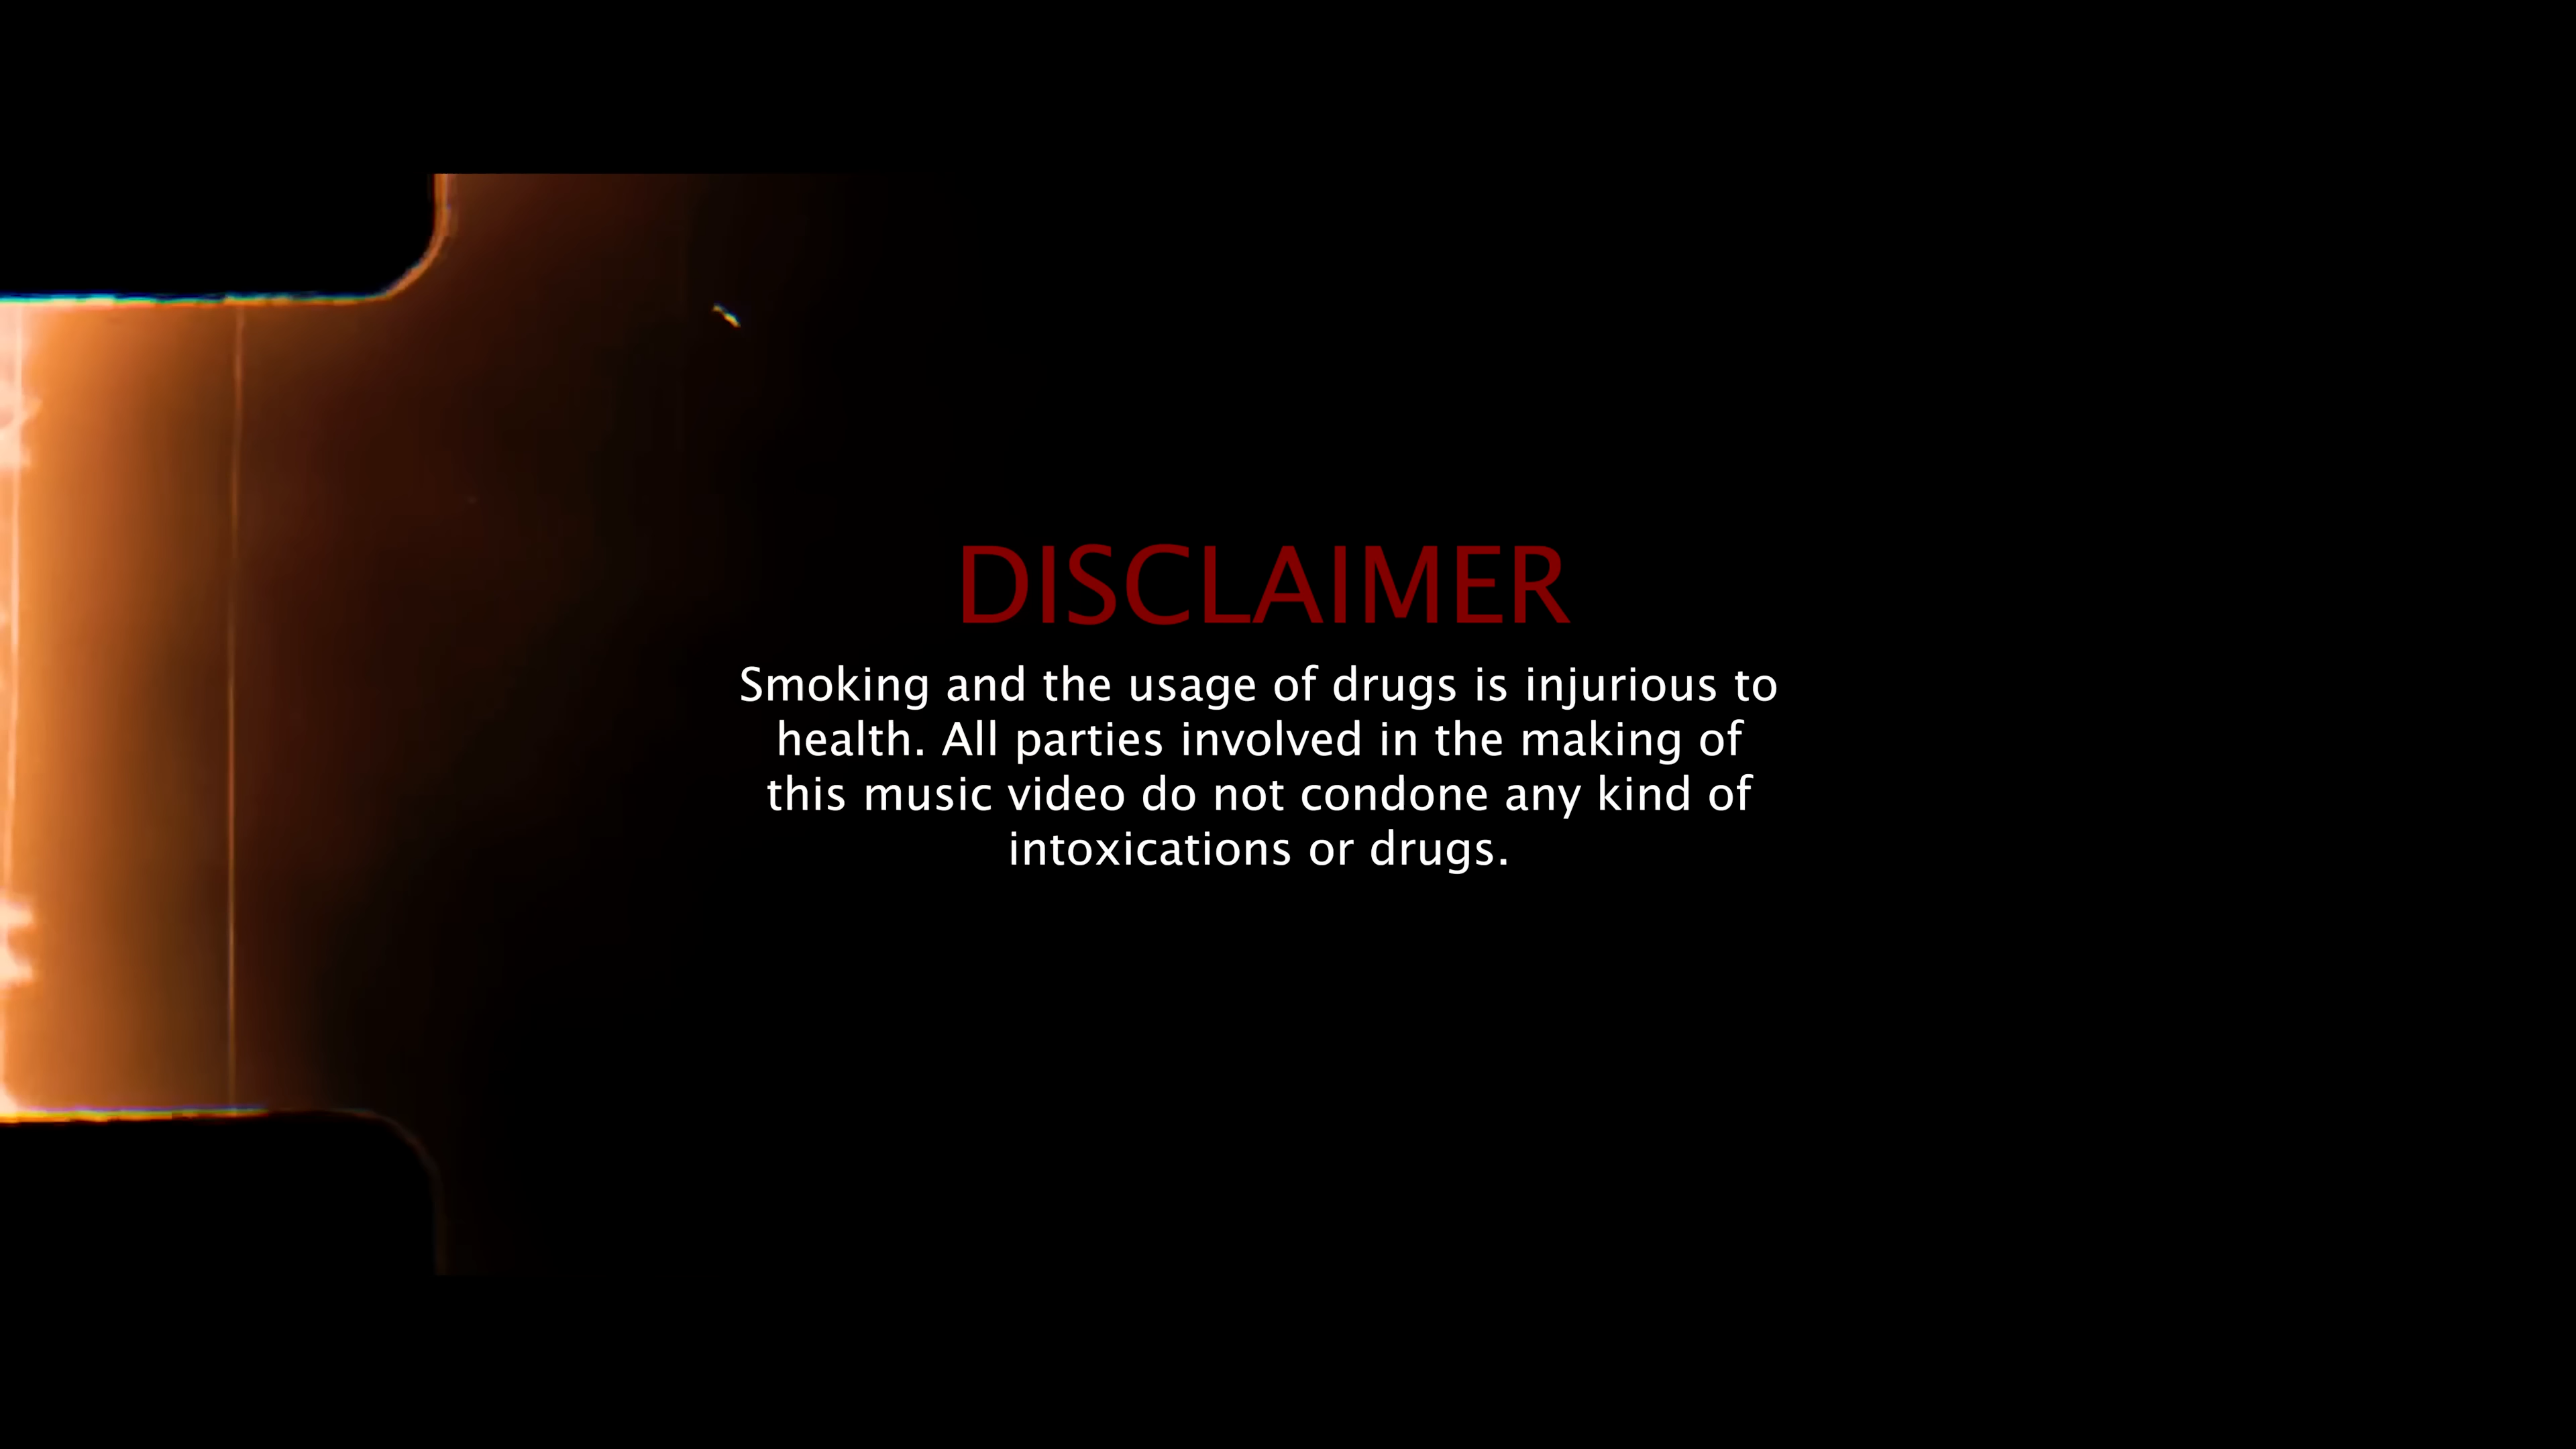 DISCLAIMER
Smoking and the usage of drugs is injurious to
health. All parties involved in the making of
this music video do not condone any kind of
intoxications or drugs.